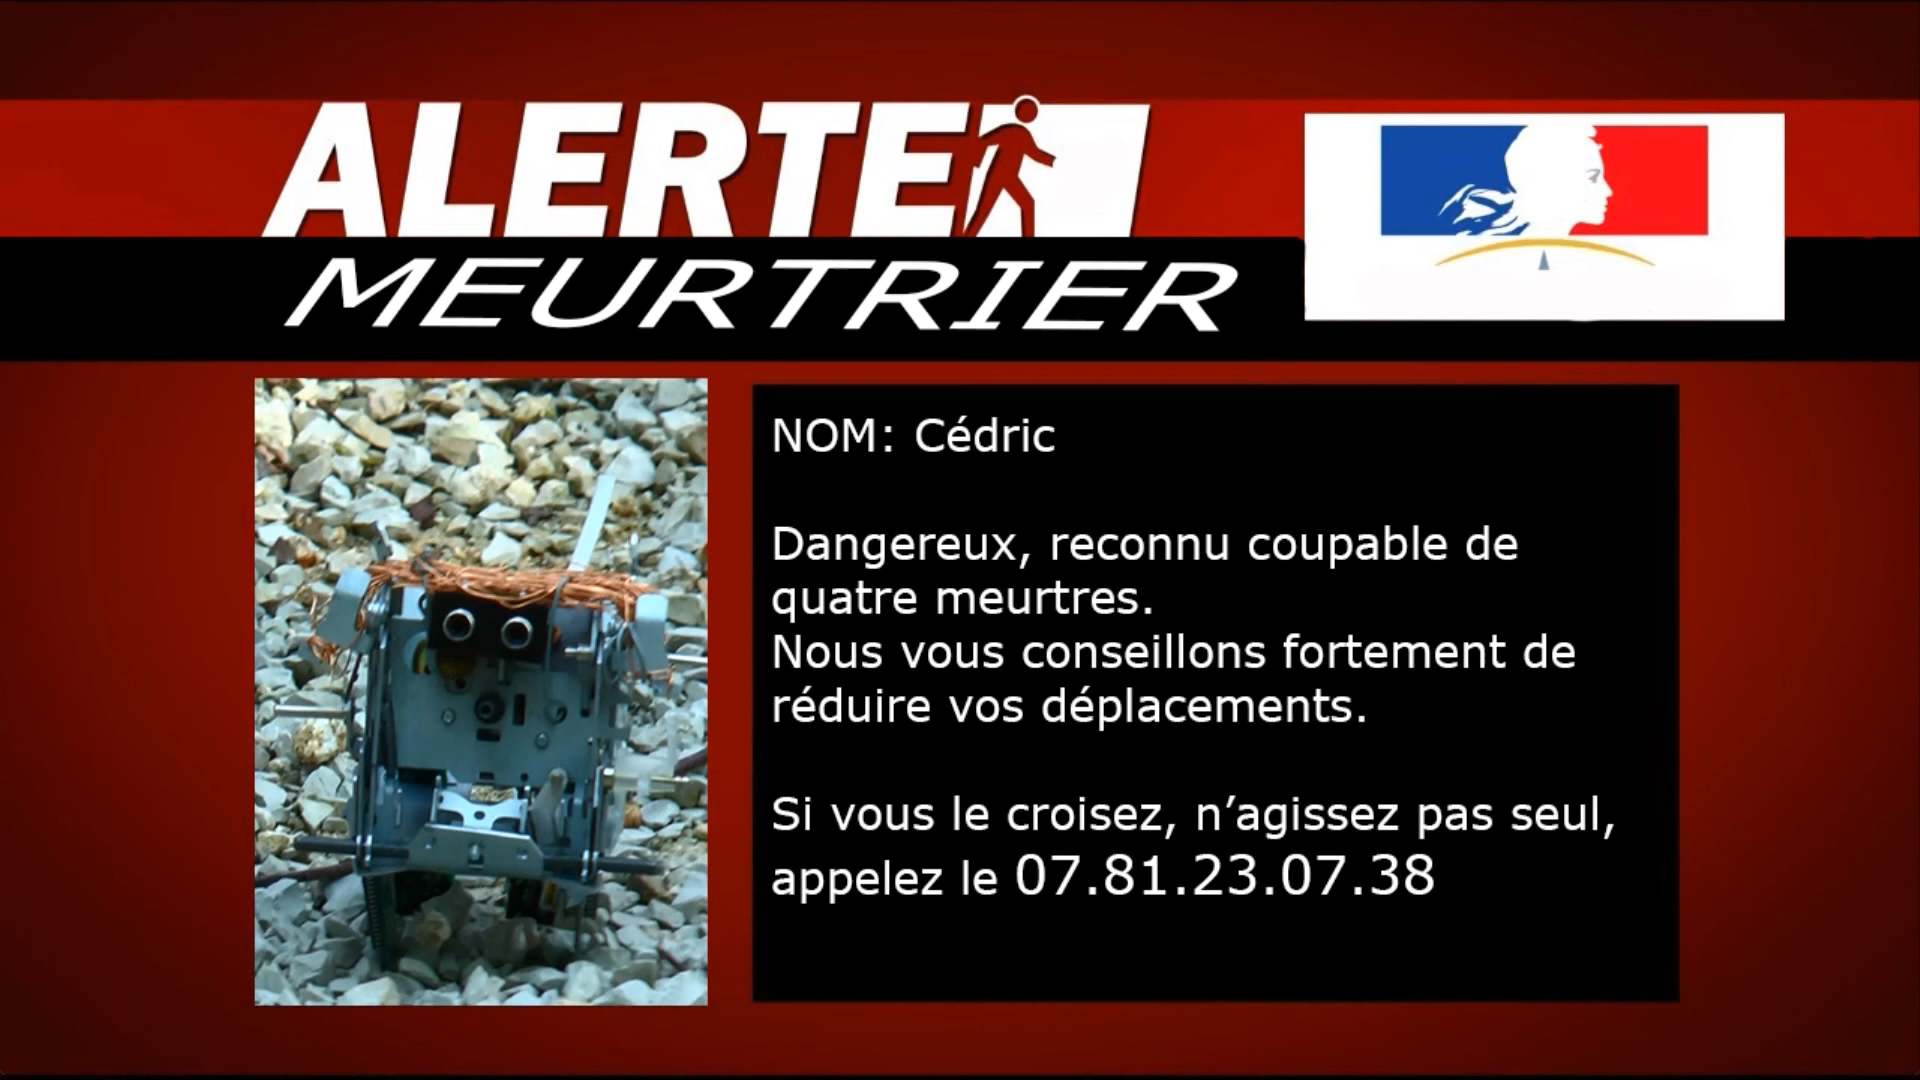 ALERTE
MEURTRIER
NOM: Cédric
Dangereux, reconnu coupable de
quatre meurtres.
Nous vous conseillons fortement de
réduire vos déplacements.
Si vous le croisez, n’agissez pas seul,
appelez le 07.81.23.07.38